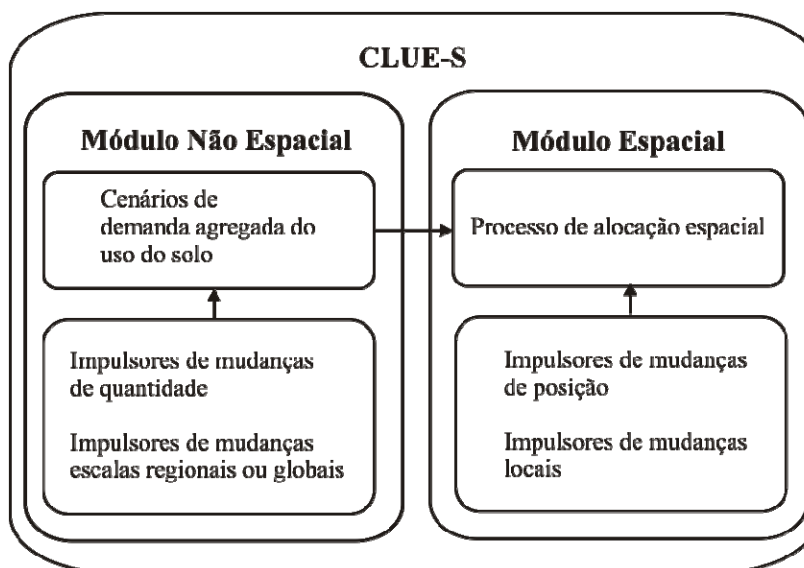 CLUE-S
Módulo Não Espacial
Cenários de
demanda agregada do
uso do solo
Impulsores de mudanças
de quantidade
Impulsores de mudanças
escalas regionais ou globais
Módulo Espacial
Processo de alocação espacial
Impulsores de mudanças
de posição
Impulsores de mudanças
locais